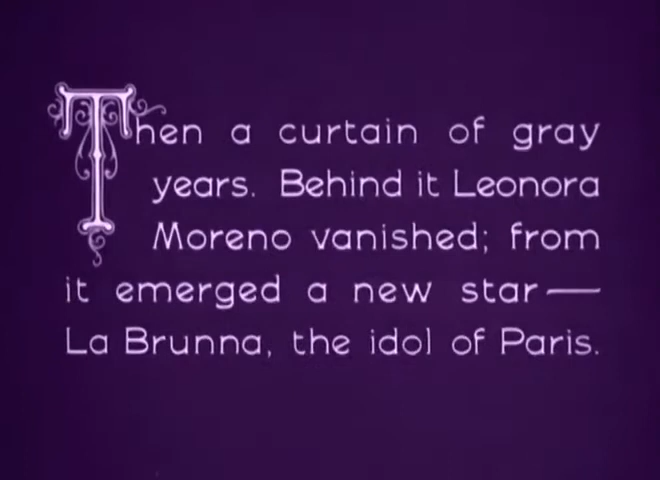 Then a curtain of gray
years. Behind it Leonora
Moreno vanished; from
it emerged a new star—
La Brunna, the idol of Paris.